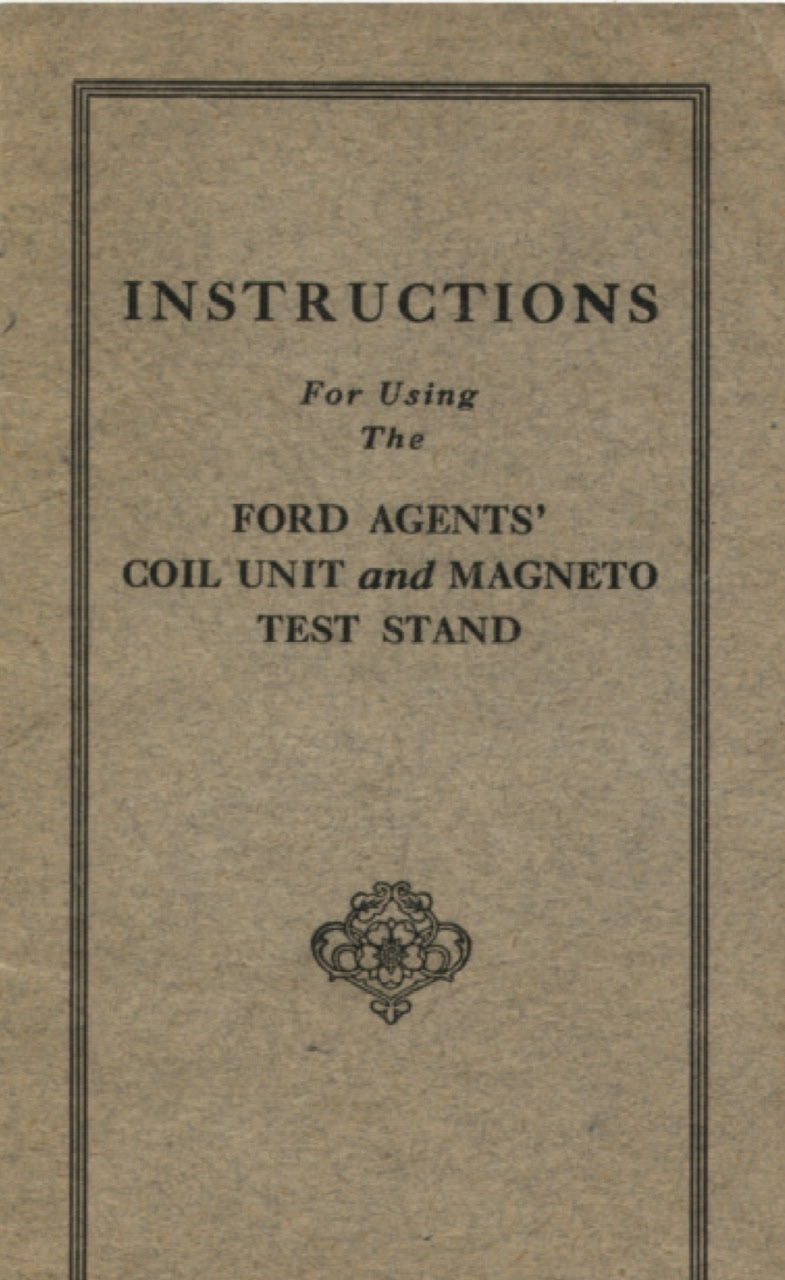 INSTRUCTIONS
For Using
The
FORD AGENTS'
COIL UNIT and MAGNETO
TEST STAND